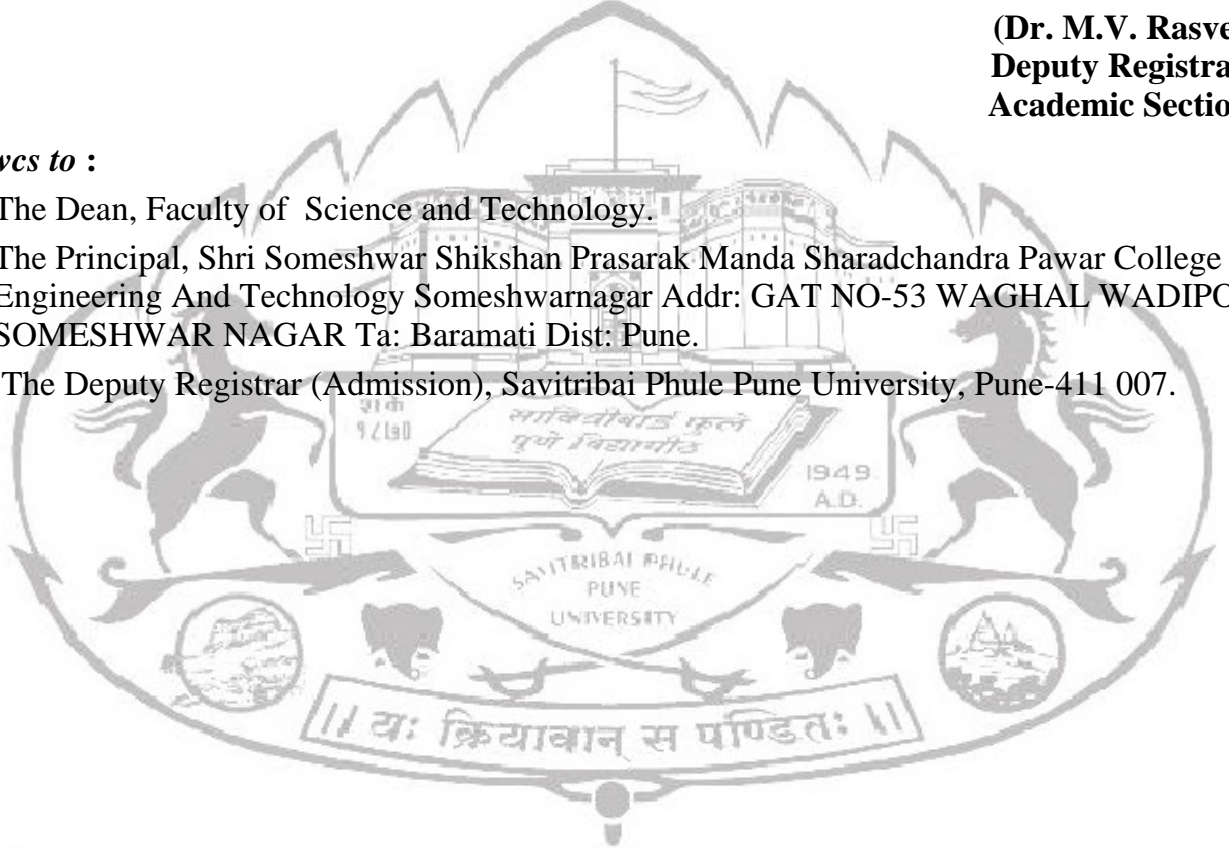 (Dr. M.V. Rasve
Deputy Registra
Academic Sectio
wcs to :
The Dean, Faculty of Science and Technology.
The Principal, Shri Someshwar Shikshan Prasarak Manda Sharadchandra Pawar College
Engineering And Technology Someshwarnagar Addr: GAT NO-53 WAGHAL WADIPO
SOMESHWAR NAGAR Ta: Baramati Dist: Pune.
The Deputy Registrar (Admission), Savitribai Phule Pune University, Pune-411 007.
शके
१८७०
सावित्रीबाई फुले
पुणे विद्यापीठ
1949
A.D.
SAVITRIBAI PHULE
PUNE
UNIVERSITY
।। यः क्रियावान् स पण्डितः ।।